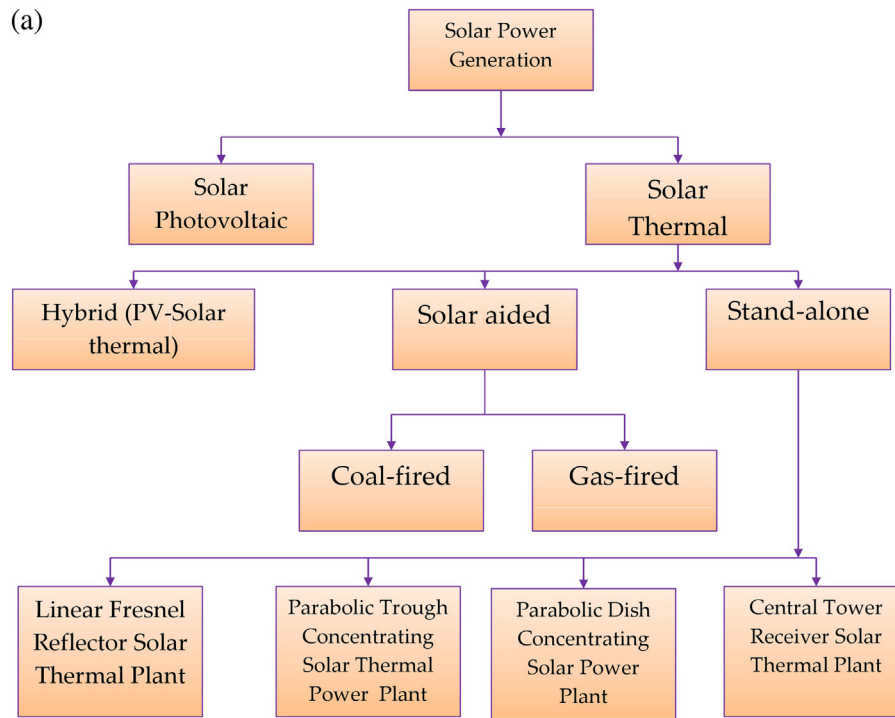 (a)
Solar Power
Generation
Solar
Photovoltaic
Solar
Thermal
Hybrid (PV-Solar
thermal)
Solar aided
Stand-alone
Coal-fired
Gas-fired
Linear Fresnel
Reflector Solar
Thermal Plant
Parabolic Trough
Concentrating
Solar Thermal
Power Plant
Parabolic Dish
Concentrating
Solar Power
Plant
Central Tower
Receiver Solar
Thermal Plant